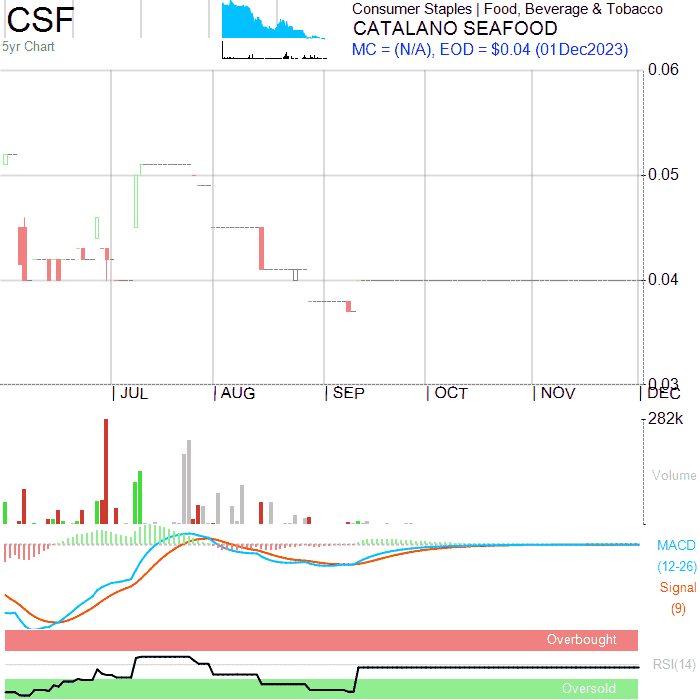 CSF
5yr Chart
Consumer Staples | Food, Beverage & Tobacco
CATALANO SEAFOOD
MC = (N/A), EOD = $0.04 (01Dec2023)
0.06
0.05
0.04
0.03
JUL
AUG
SEP
OCT
NOV
DEC
282k
Volume
MACD
(12-26)
Signal
(9)
Overbought
RSI(14)
Oversold